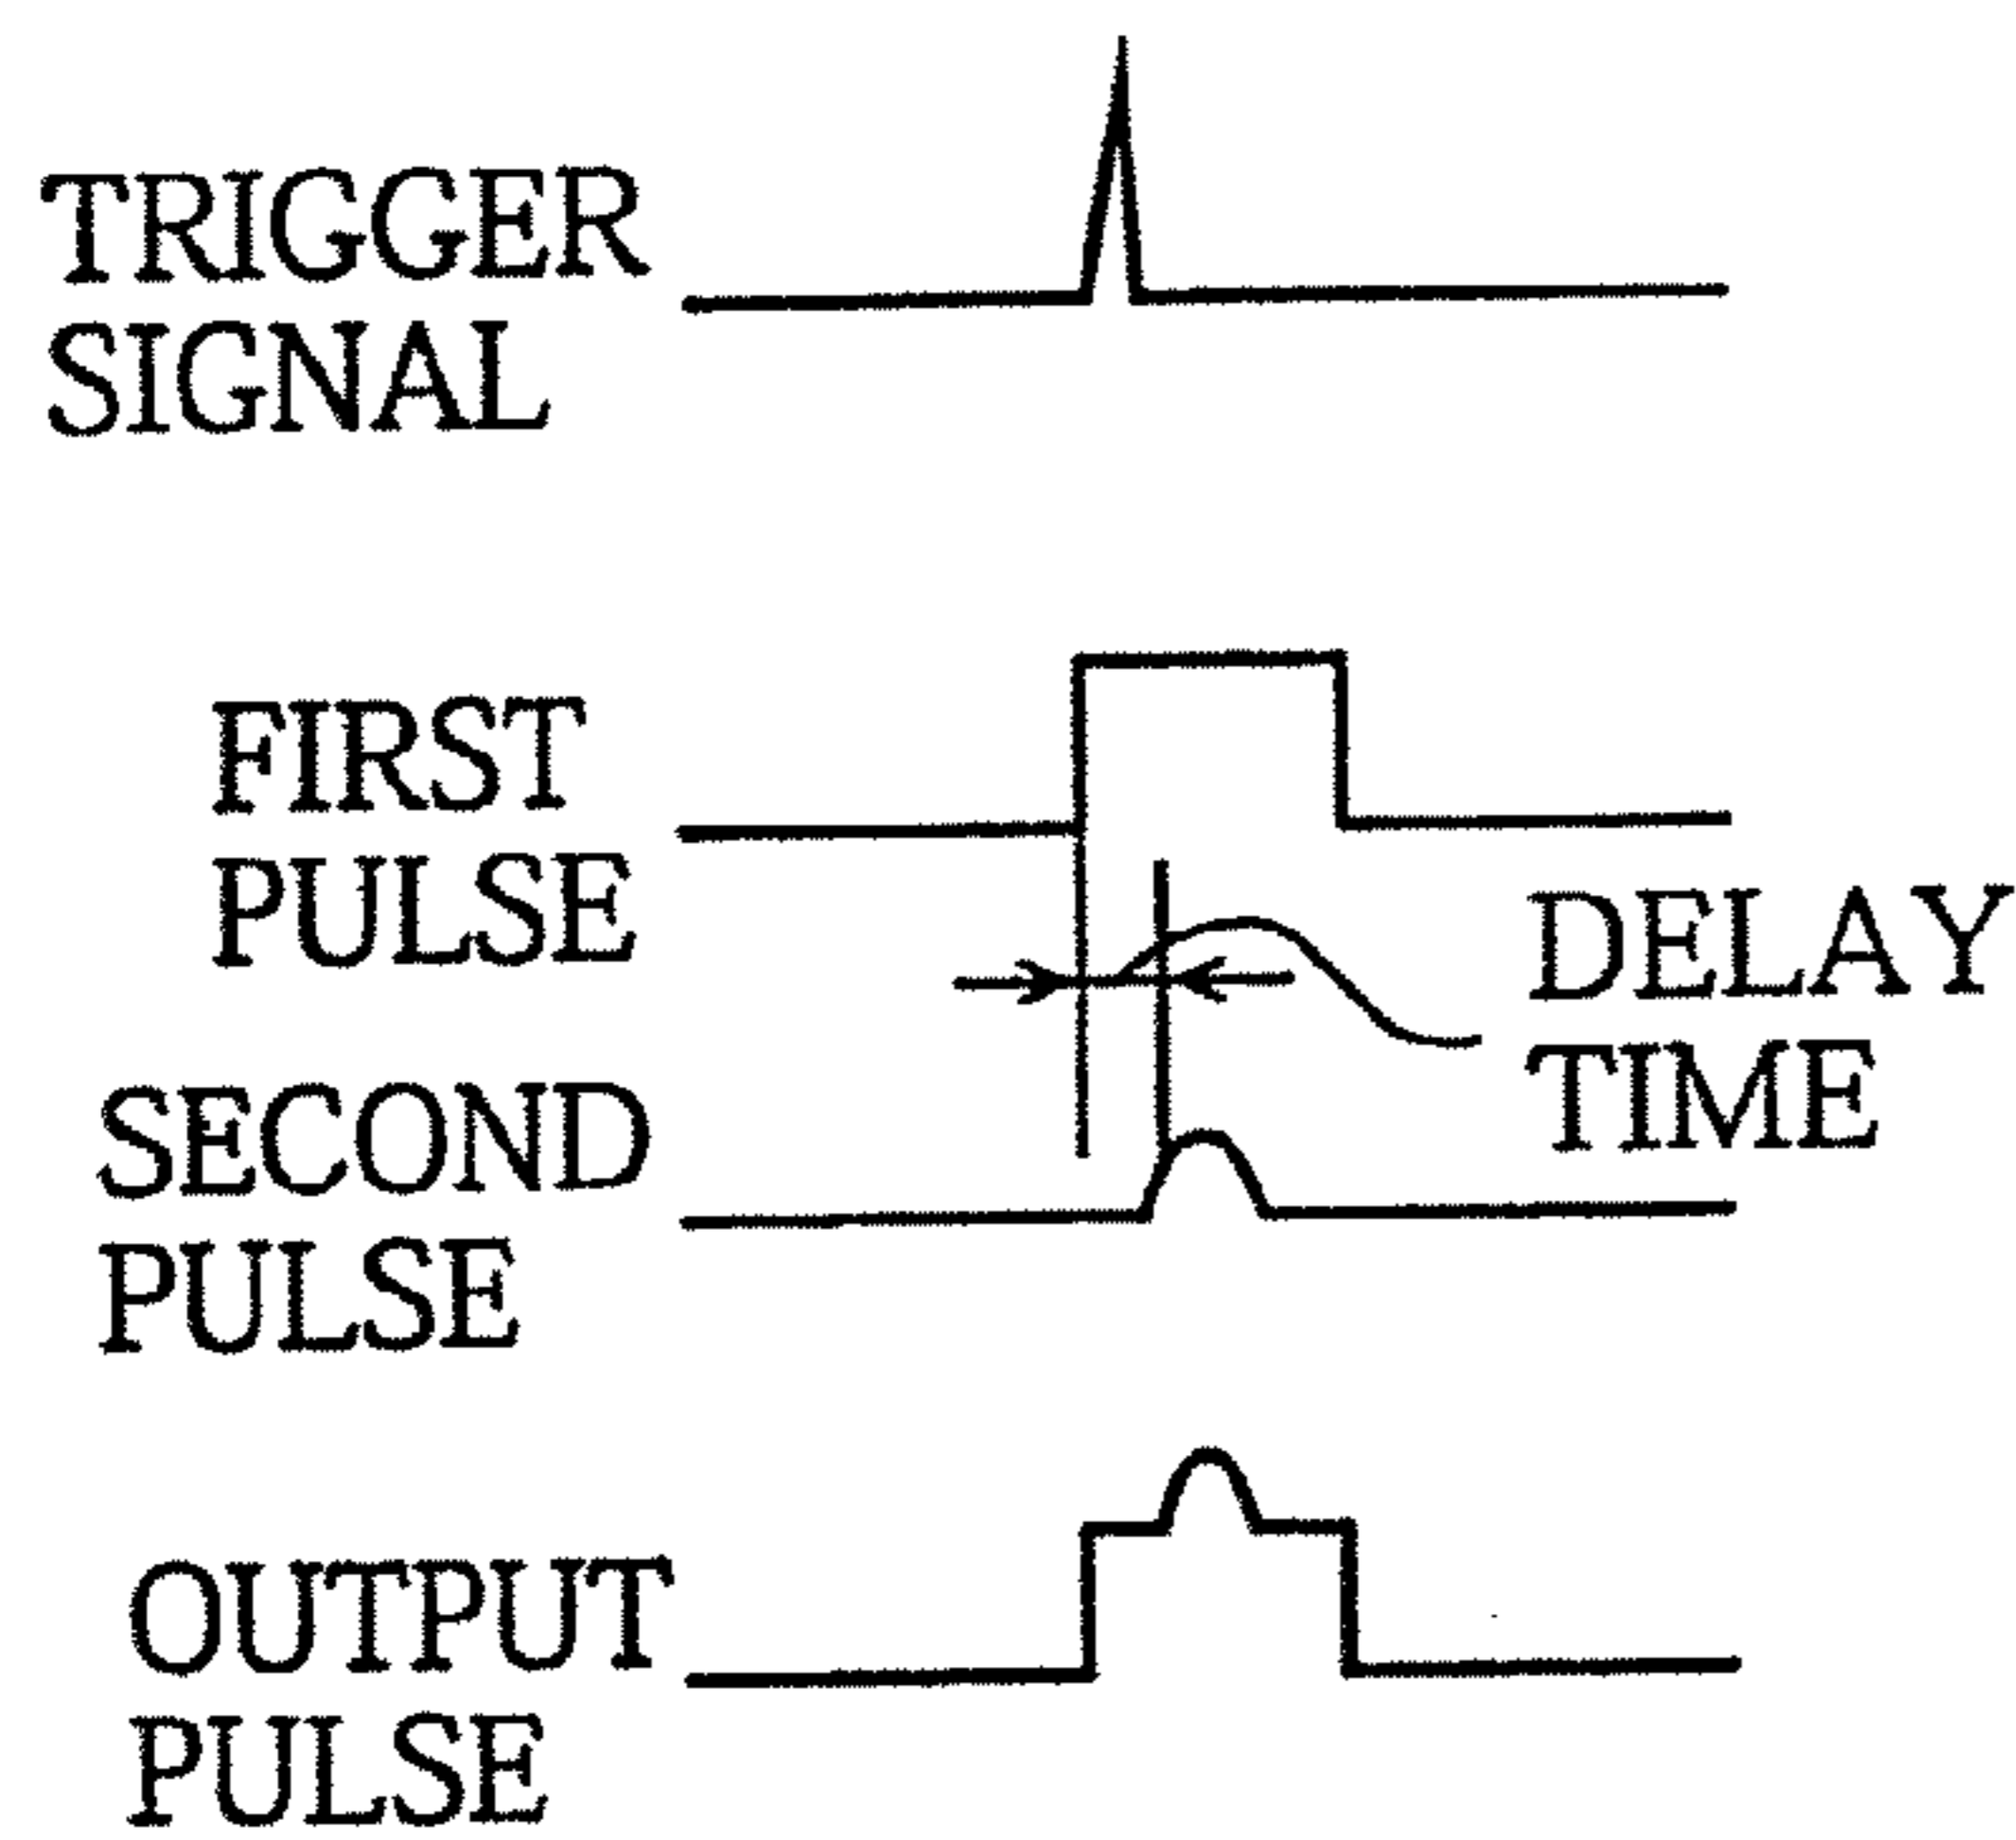 TRIGGER
SIGNAL
FIRST
PULSE
DELAY
TIME
SECOND
PULSE
OUTPUT
PULSE